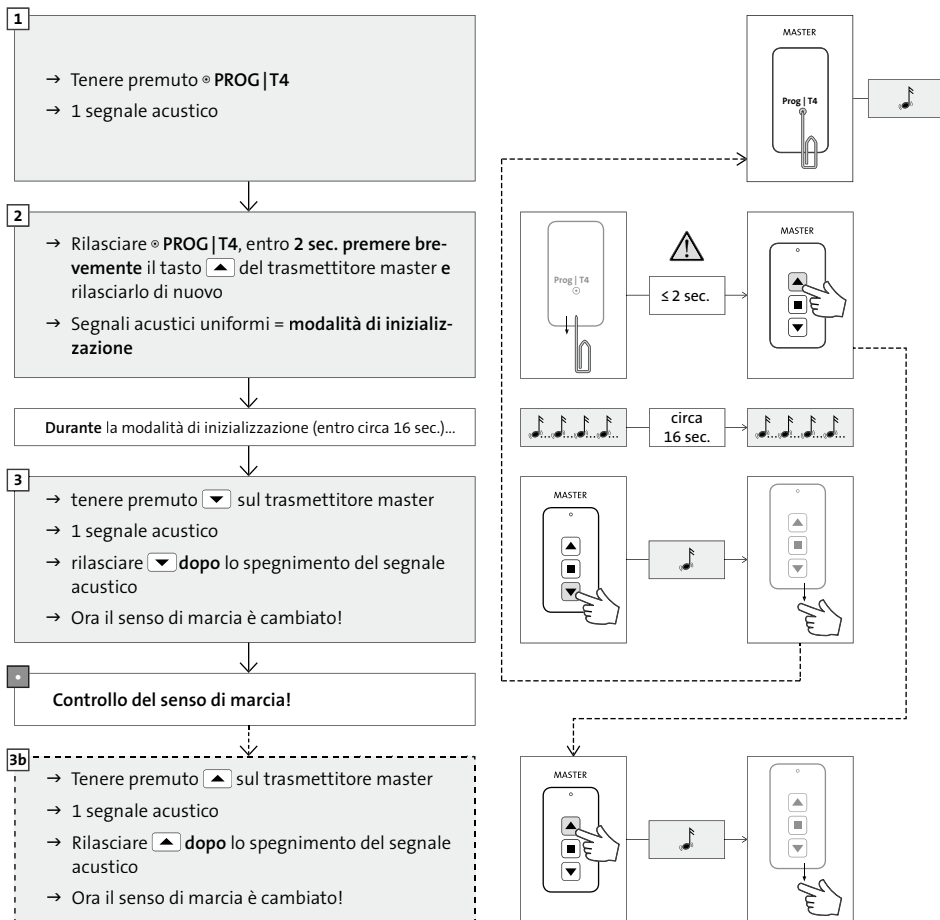 1
→ Tenere premuto ⊙ PROG|T4
→ 1 segnale acustico
2
→ Rilasciare ⊙ PROG|T4, entro 2 sec. premere bre-
vemente il tasto ▲ del trasmettitore master e
rilasciarlo di nuovo
→ Segnali acustici uniformi = modalità di inizializ-
zazione
Durante la modalità di inizializzazione (entro circa 16 sec.)...
3
→ tenere premuto ▼ sul trasmettitore master
→ 1 segnale acustico
→ rilasciare ▼ dopo lo spegnimento del segnale
acustico
→ Ora il senso di marcia è cambiato!
Controllo del senso di marcia!
3b
→ Tenere premuto ▲ sul trasmettitore master
→ 1 segnale acustico
→ Rilasciare ▲ dopo lo spegnimento del segnale
acustico
→ Ora il senso di marcia è cambiato!
MASTER
Prog | T4
Prog | T4
≤ 2 sec.
MASTER
circa
16 sec.
MASTER
MASTER